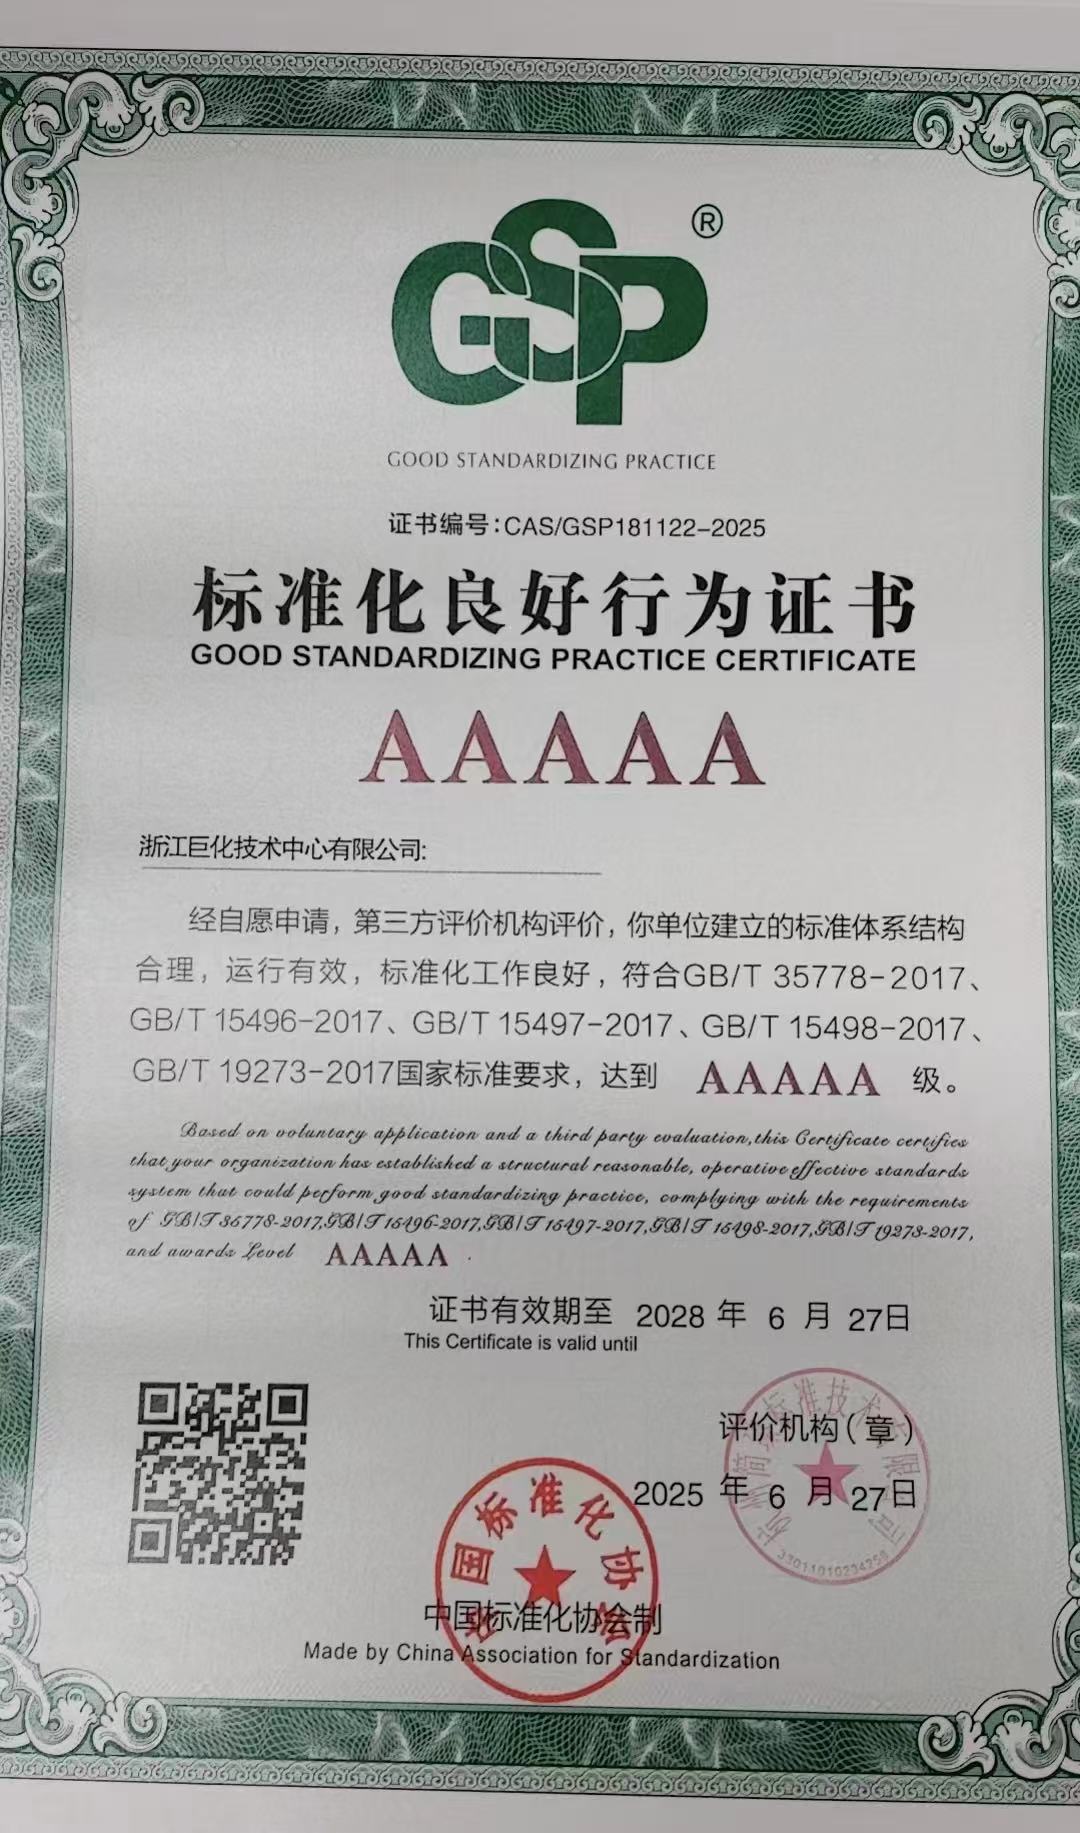 GSP®
GOOD STANDARDIZING PRACTICE
证书编号：CAS/GSP181122-2025
标准化良好行为证书
GOOD STANDARDIZING PRACTICE CERTIFICATE
AAAAA
浙江巨化技术中心有限公司:
经自愿申请，第三方评价机构评价，你单位建立的标准体系结构
合理，运行有效，标准化工作良好，符合GB/T 35778-2017、
GB/T 15496-2017、GB/T 15497-2017、GB/T 15498-2017、
GB/T 19273-2017国家标准要求，达到 AAAAA 级。
Based on voluntary application and a third party evaluation,this Certificate certifies
that your organization has established a structural reasonable, operative effective standards
system that could perform good standardizing practice, complying with the requirements
of GB/T35778-2017,GB/T15496-2017,GB/T15497-2017,GB/T15498-2017,GB/T19273-2017,
and awards Level AAAAA .
证书有效期至 2028 年 6 月 27日
This Certificate is valid until
评价机构（章）
2025 年 6 月 27日
标准技术
33011010234258
中国标准化协会
中国标准化协会制
Made by China Association for Standardization